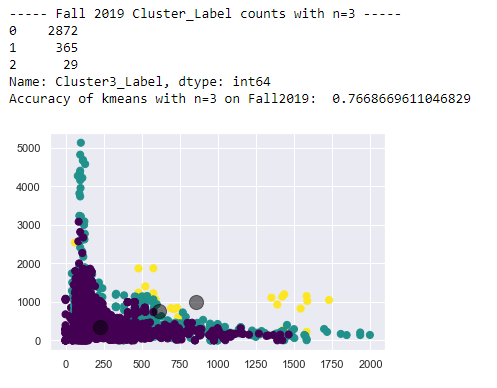 ----- Fall 2019 Cluster_Label counts with n=3 -----
0    2872
1     365
2      29
Name: Cluster3_Label, dtype: int64
Accuracy of kmeans with n=3 on Fall2019:  0.7668669611046829
5000
4000
3000
2000
1000
0
0 250 500 750 1000 1250 1500 1750 2000